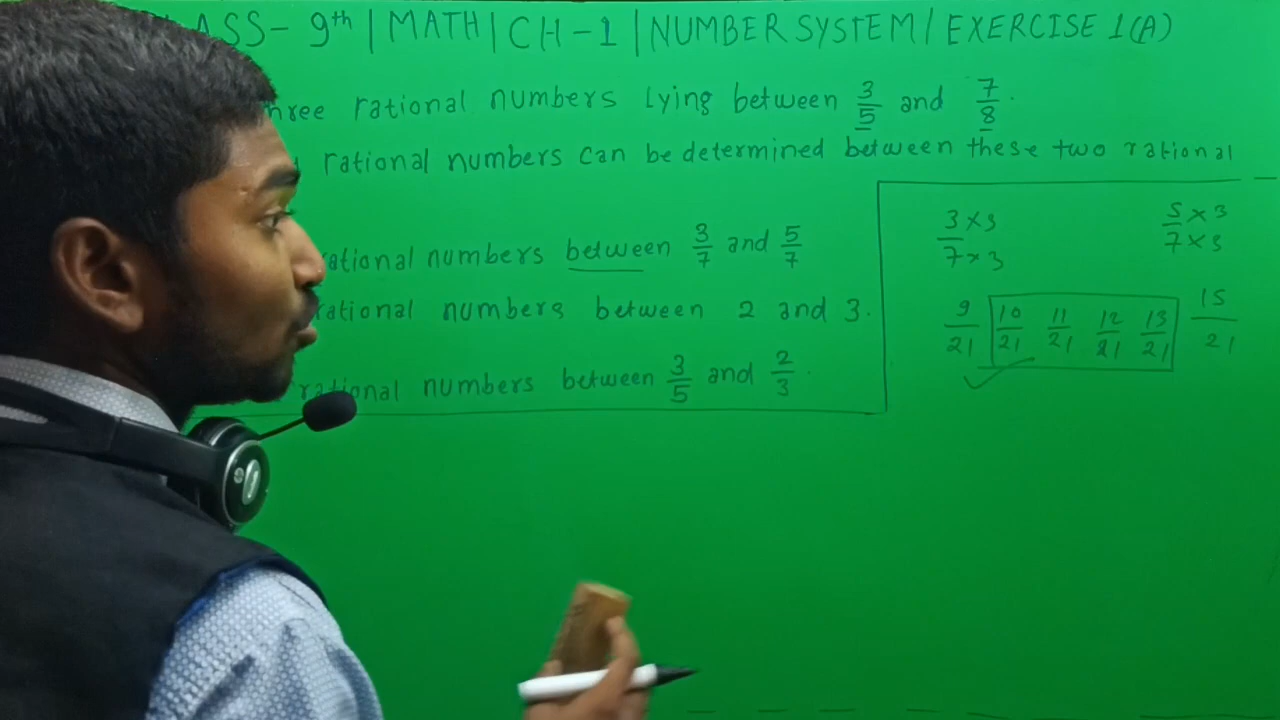 ASS- 9th | MATH | CH -1 | NUMBER SYSTEM / EXERCISE 1(A)
hree rational numbers lying between 3/5 and 7/8.
rational numbers can be determined between these two rational
3×3/7×3 5×3/7×3
ational numbers between 3/7 and 5/7
ational numbers between 2 and 3.
9/21 10/21 11/21 12/21 13/21 15/21
rational numbers between 3/5 and 2/3.